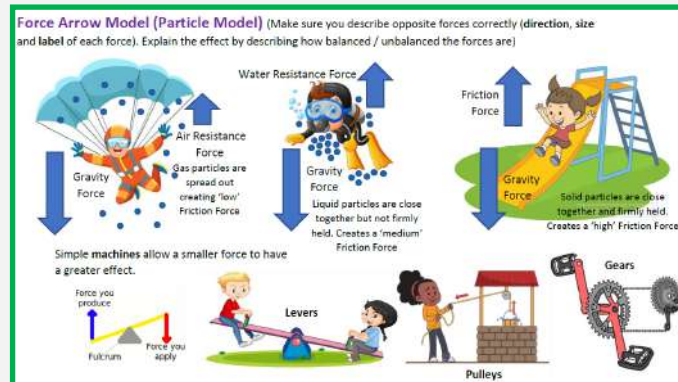 Force Arrow Model (Particle Model) (Make sure you describe opposite forces correctly (direction, size
and label of each force). Explain the effect by describing how balanced / unbalanced the forces are)
Air Resistance
Force
Gravity
Force
Gas particles are
spread out
creating 'low'
Friction Force
Water Resistance Force
Gravity
Force
Liquid particles are close
together but not firmly
held. Creates a 'medium'
Friction Force
Friction
Force
Gravity
Force
Solid particles are close
together and firmly held.
Creates a 'high' Friction Force
Simple machines allow a smaller force to have
a greater effect.
Force you
produce
Fulcrum
Force you
apply
Levers
Pulleys
Gears